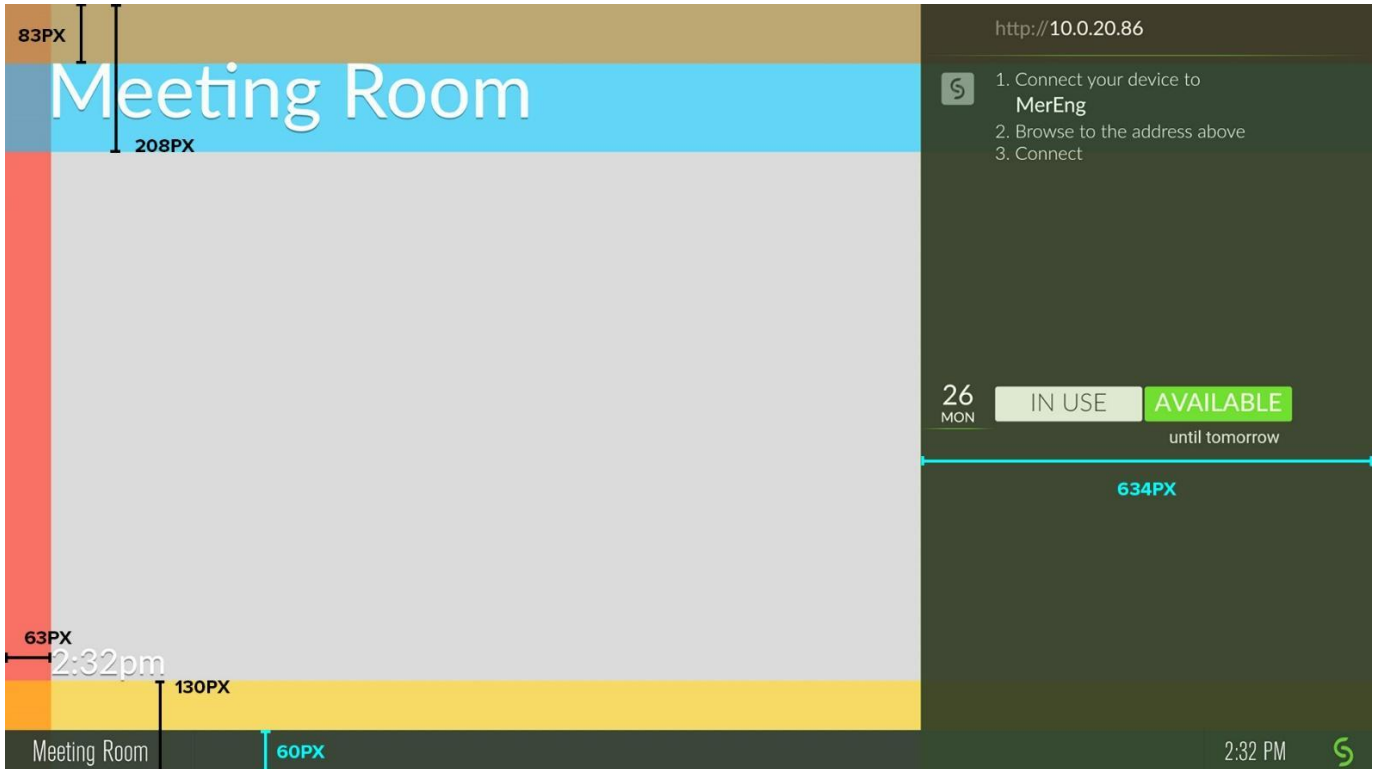 83PX
Meeting Room
208PX
http://10.0.20.86
1. Connect your device to
MerEng
2. Browse to the address above
3. Connect
26
MON
IN USE
AVAILABLE
until tomorrow
634PX
63PX
2:32pm
130PX
Meeting Room
60PX
2:32 PM